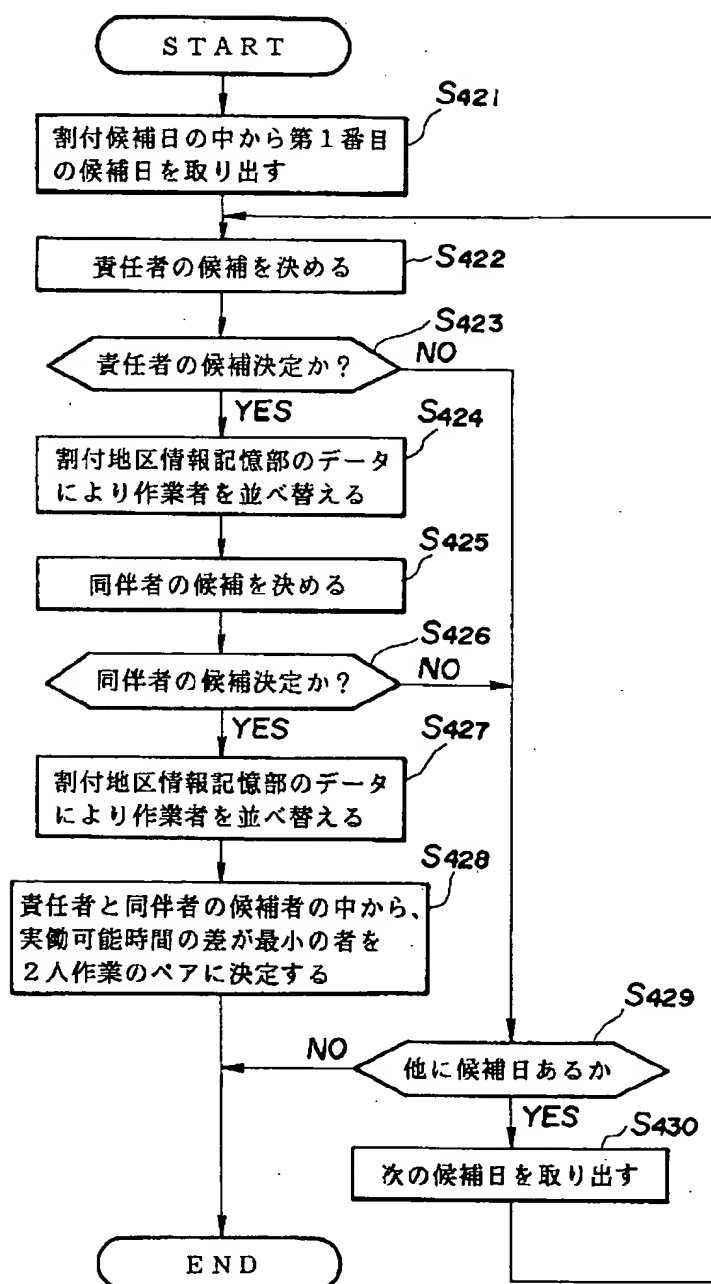 START
S421
割付候補日の中から第1番目
の候補日を取り出す
責任者の候補を決める
S422
S423
責任者の候補決定か?
NO
YES
S424
割付地区情報記憶部のデータ
により作業者を並べ替える
S425
同伴者の候補を決める
S426
同伴者の候補決定か?
NO
YES
S427
割付地区情報記憶部のデータ
により作業者を並べ替える
S428
責任者と同伴者の候補者の中から、
実働可能時間の差が最小の者を
2人作業のペアに決定する
S429
NO
他に候補日あるか
YES
S430
次の候補日を取り出す
END